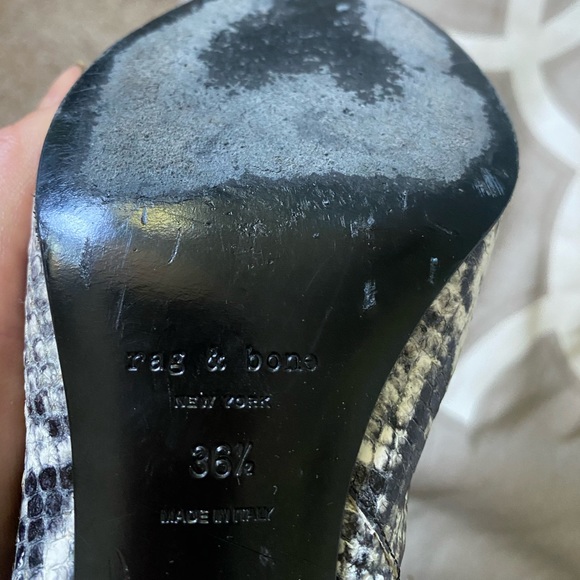 rag & bone
NEW YORK
36½
MADE IN ITALY